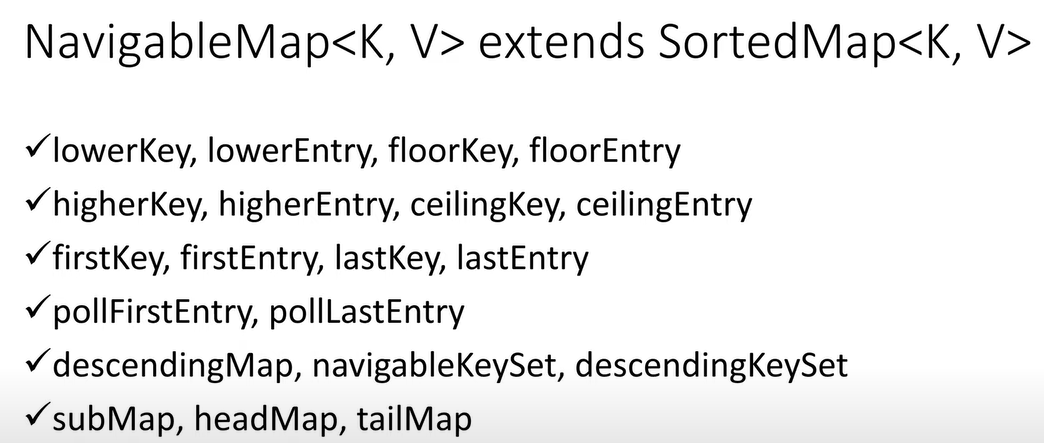 NavigableMap<K, V> extends SortedMap<K, V>
✓lowerKey, lowerEntry, floorKey, floorEntry
✓higherKey, higherEntry, ceilingKey, ceilingEntry
✓firstKey, firstEntry, lastKey, lastEntry
✓pollFirstEntry, pollLastEntry
✓descendingMap, navigableKeySet, descendingKeySet
✓subMap, headMap, tailMap